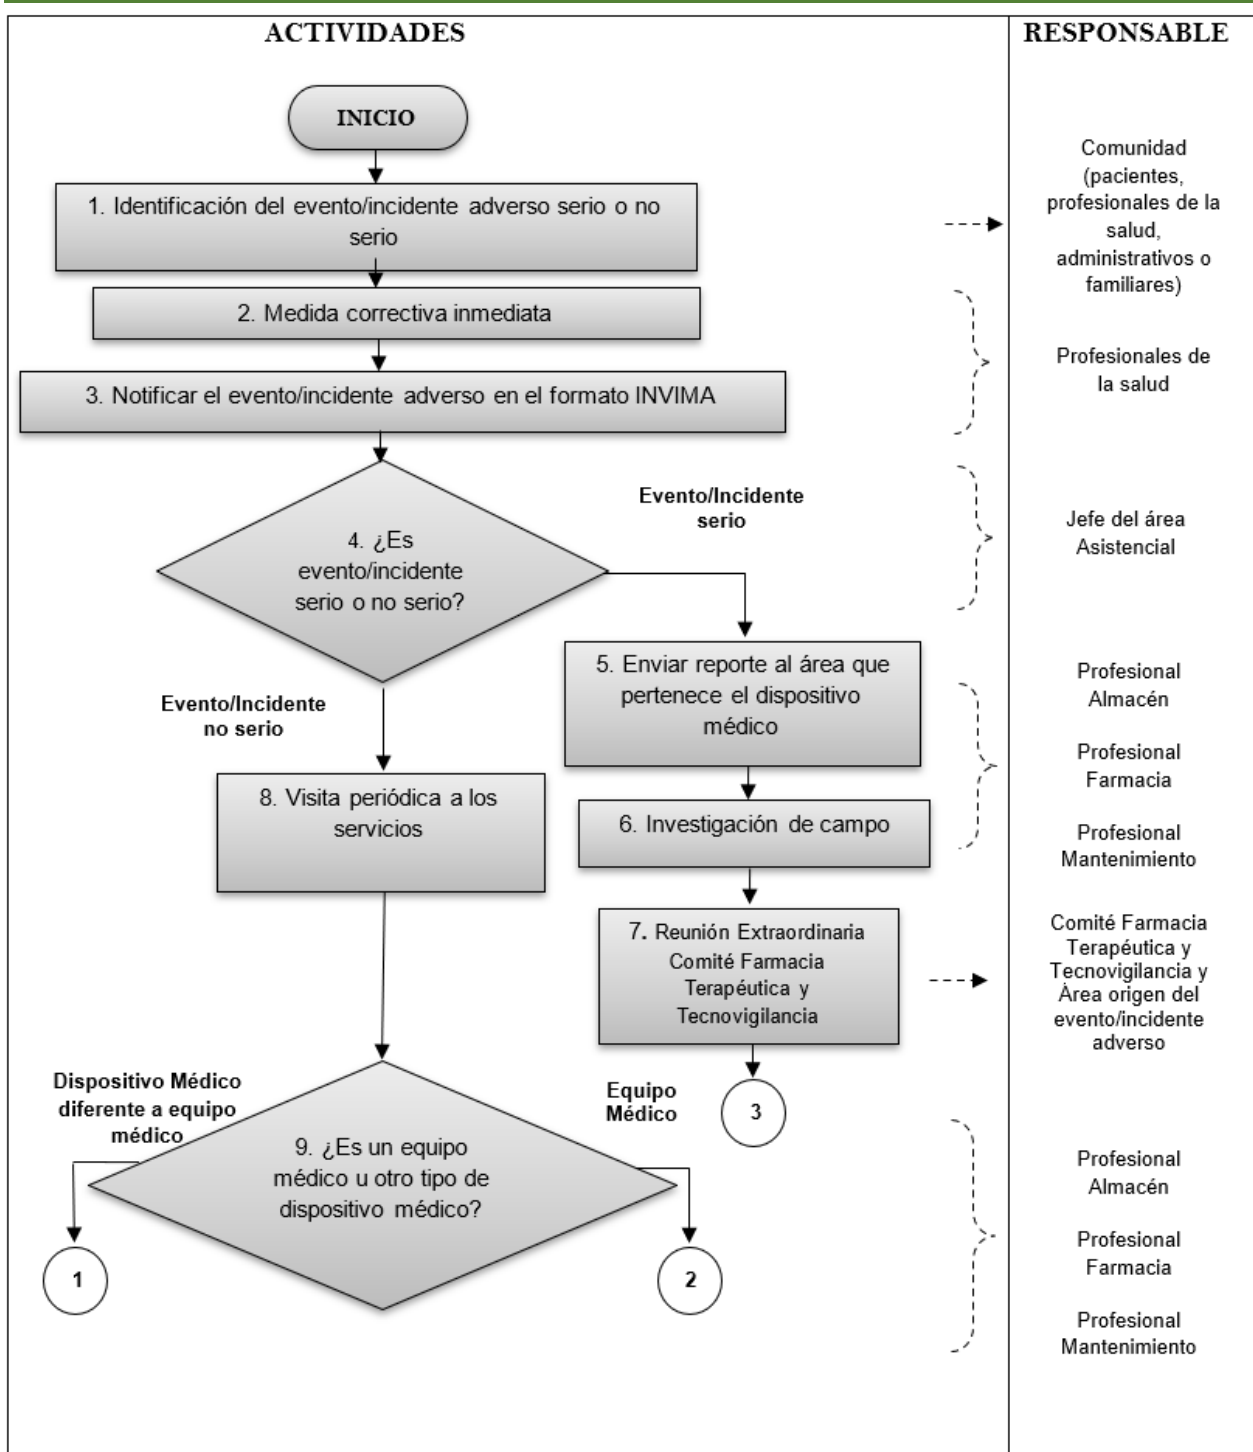 ACTIVIDADES
RESPONSABLE
INICIO
1. Identificación del evento/incidente adverso serio o no
serio
Comunidad
(pacientes,
profesionales de la
salud,
administrativos o
familiares)
2. Medida correctiva inmediata
3. Notificar el evento/incidente adverso en el formato INVIMA
Profesionales de
la salud
4. ¿Es
evento/incidente
serio o no serio?
Evento/Incidente
serio
Jefe del área
Asistencial
5. Enviar reporte al área que
pertenece el dispositivo
médico
Evento/Incidente
no serio
8. Visita periódica a los
servicios
6. Investigación de campo
Profesional
Almacén
Profesional
Farmacia
Profesional
Mantenimiento
7. Reunión Extraordinaria
Comité Farmacia
Terapéutica y
Tecnovigilancia
Comité Farmacia
Terapéutica y
Tecnovigilancia y
Área origen del
evento/incidente
adverso
3
Dispositivo Médico
diferente a equipo
médico
Equipo
Médico
9. ¿Es un equipo
médico u otro tipo de
dispositivo médico?
1
2
Profesional
Almacén
Profesional
Farmacia
Profesional
Mantenimiento